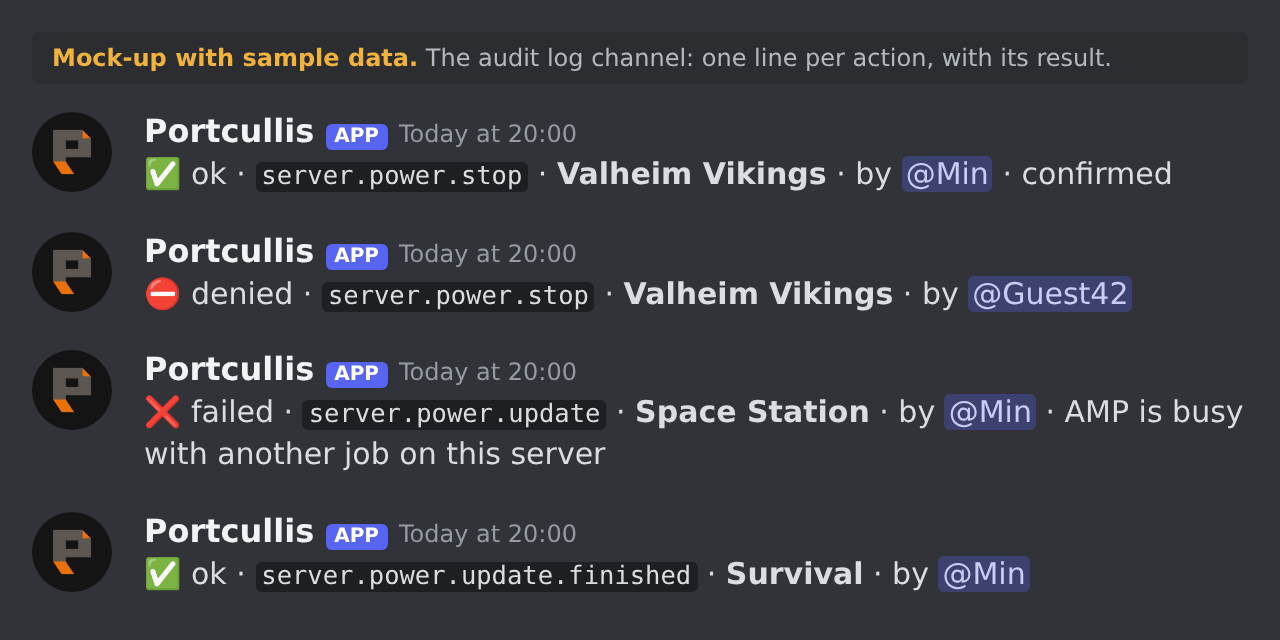 Mock-up with sample data. The audit log channel: one line per action, with its result.
Portcullis APP Today at 20:00
✅ ok · server.power.stop · Valheim Vikings · by @Min · confirmed
Portcullis APP Today at 20:00
⛔ denied · server.power.stop · Valheim Vikings · by @Guest42
Portcullis APP Today at 20:00
❌ failed · server.power.update · Space Station · by @Min · AMP is busy
with another job on this server
Portcullis APP Today at 20:00
✅ ok · server.power.update.finished · Survival · by @Min